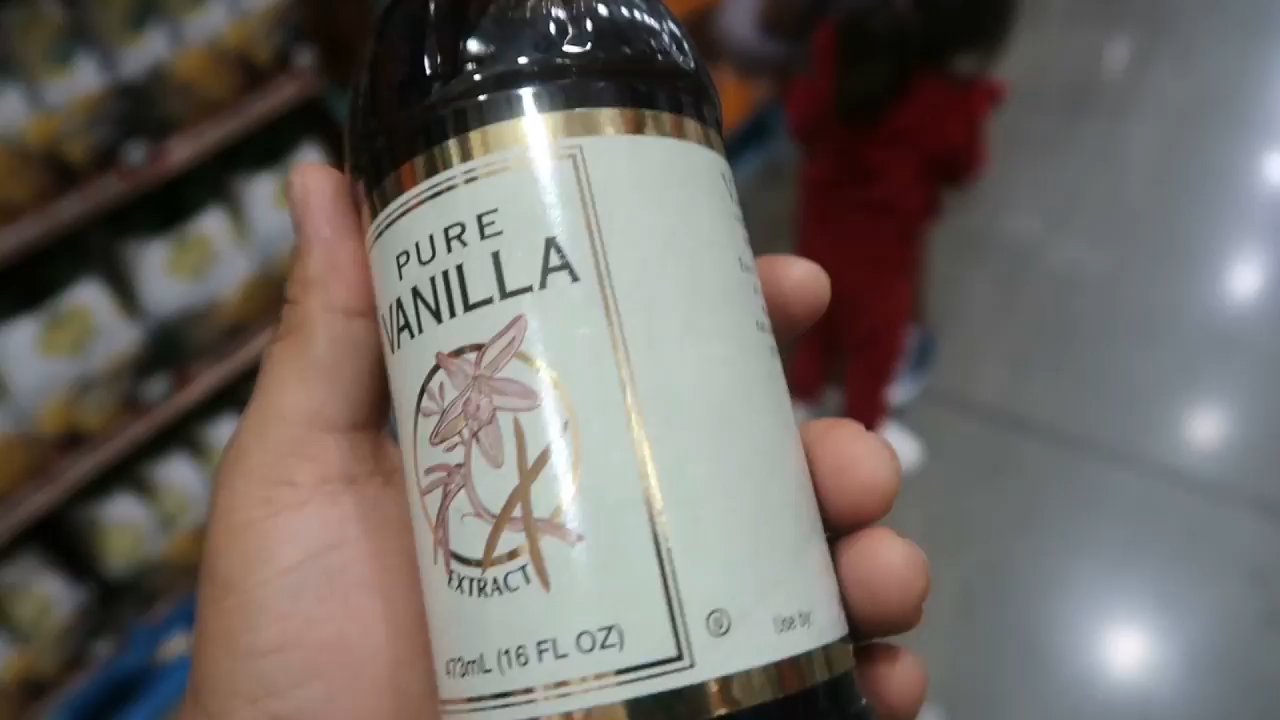 PURE
VANILLA
EXTRACT
473mL (16 FL OZ)
Use by: